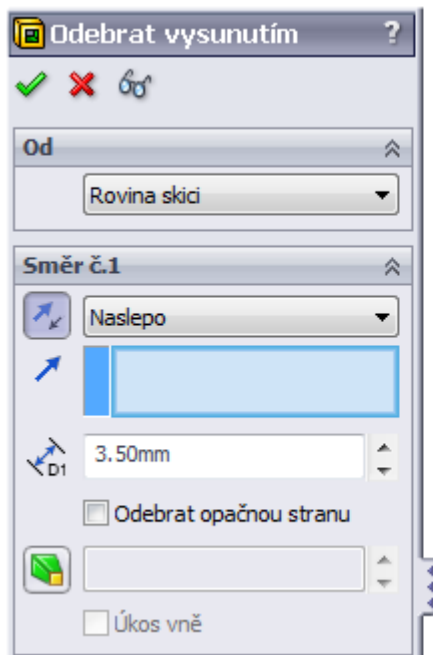 Odebrat vysunutím ?
Od
Rovina skici
Směr č.1
Naslepo
D1
3.50mm
Odebrat opačnou stranu
Úkos vně